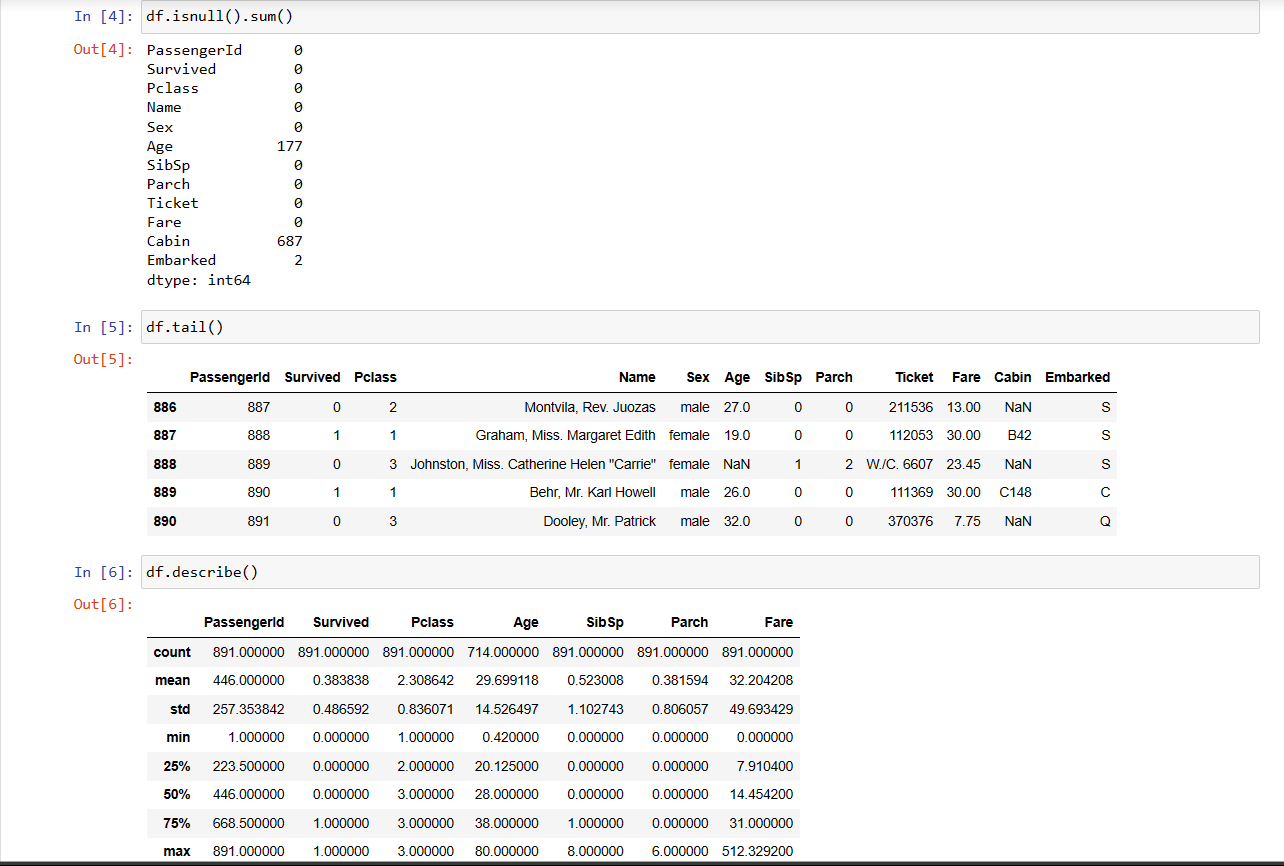 In [4]: df.isnull().sum()
Out[4]: PassengerId 0
Survived 0
Pclass 0
Name 0
Sex 0
Age 177
SibSp 0
Parch 0
Ticket 0
Fare 0
Cabin 687
Embarked 2
dtype: int64
In [5]: df.tail()
Out[5]:
PassengerId Survived Pclass Name Sex Age SibSp Parch Ticket Fare Cabin Embarked
886 887 0 2 Montvila, Rev. Juozas male 27.0 0 0 211536 13.00 NaN S
887 888 1 1 Graham, Miss. Margaret Edith female 19.0 0 0 112053 30.00 B42 S
888 889 0 3 Johnston, Miss. Catherine Helen "Carrie" female NaN 1 2 W./C. 6607 23.45 NaN S
889 890 1 1 Behr, Mr. Karl Howell male 26.0 0 0 111369 30.00 C148 C
890 891 0 3 Dooley, Mr. Patrick male 32.0 0 0 370376 7.75 NaN Q
In [6]: df.describe()
Out[6]:
PassengerId Survived Pclass Age SibSp Parch Fare
count 891.000000 891.000000 891.000000 714.000000 891.000000 891.000000 891.000000
mean 446.000000 0.383838 2.308642 29.699118 0.523008 0.381594 32.204208
std 257.353842 0.486592 0.836071 14.526497 1.102743 0.806057 49.693429
min 1.000000 0.000000 1.000000 0.420000 0.000000 0.000000 0.000000
25% 223.500000 0.000000 2.000000 20.125000 0.000000 0.000000 7.910400
50% 446.000000 0.000000 3.000000 28.000000 0.000000 0.000000 14.454200
75% 668.500000 1.000000 3.000000 38.000000 1.000000 0.000000 31.000000
max 891.000000 1.000000 3.000000 80.000000 8.000000 6.000000 512.329200